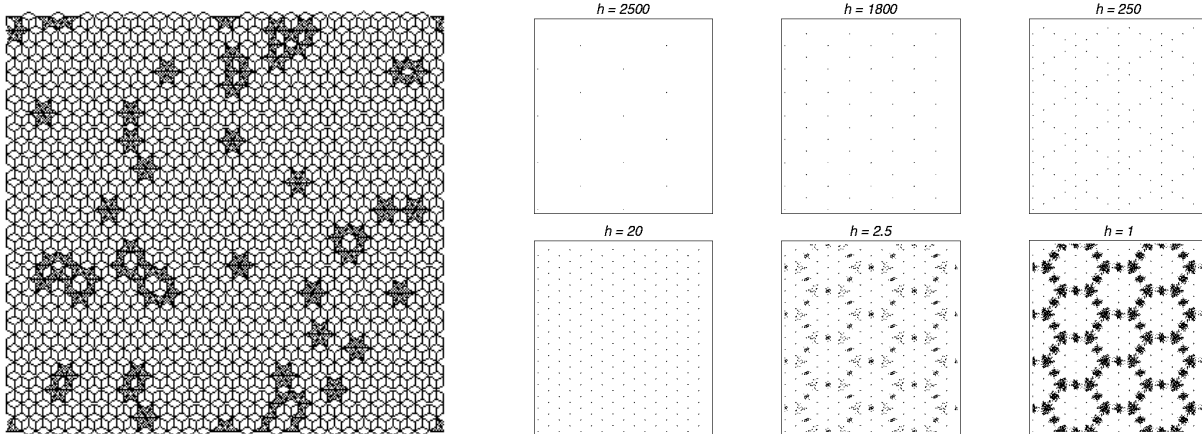 h = 2500
h = 1800
h = 250
h = 20
h = 2.5
h = 1